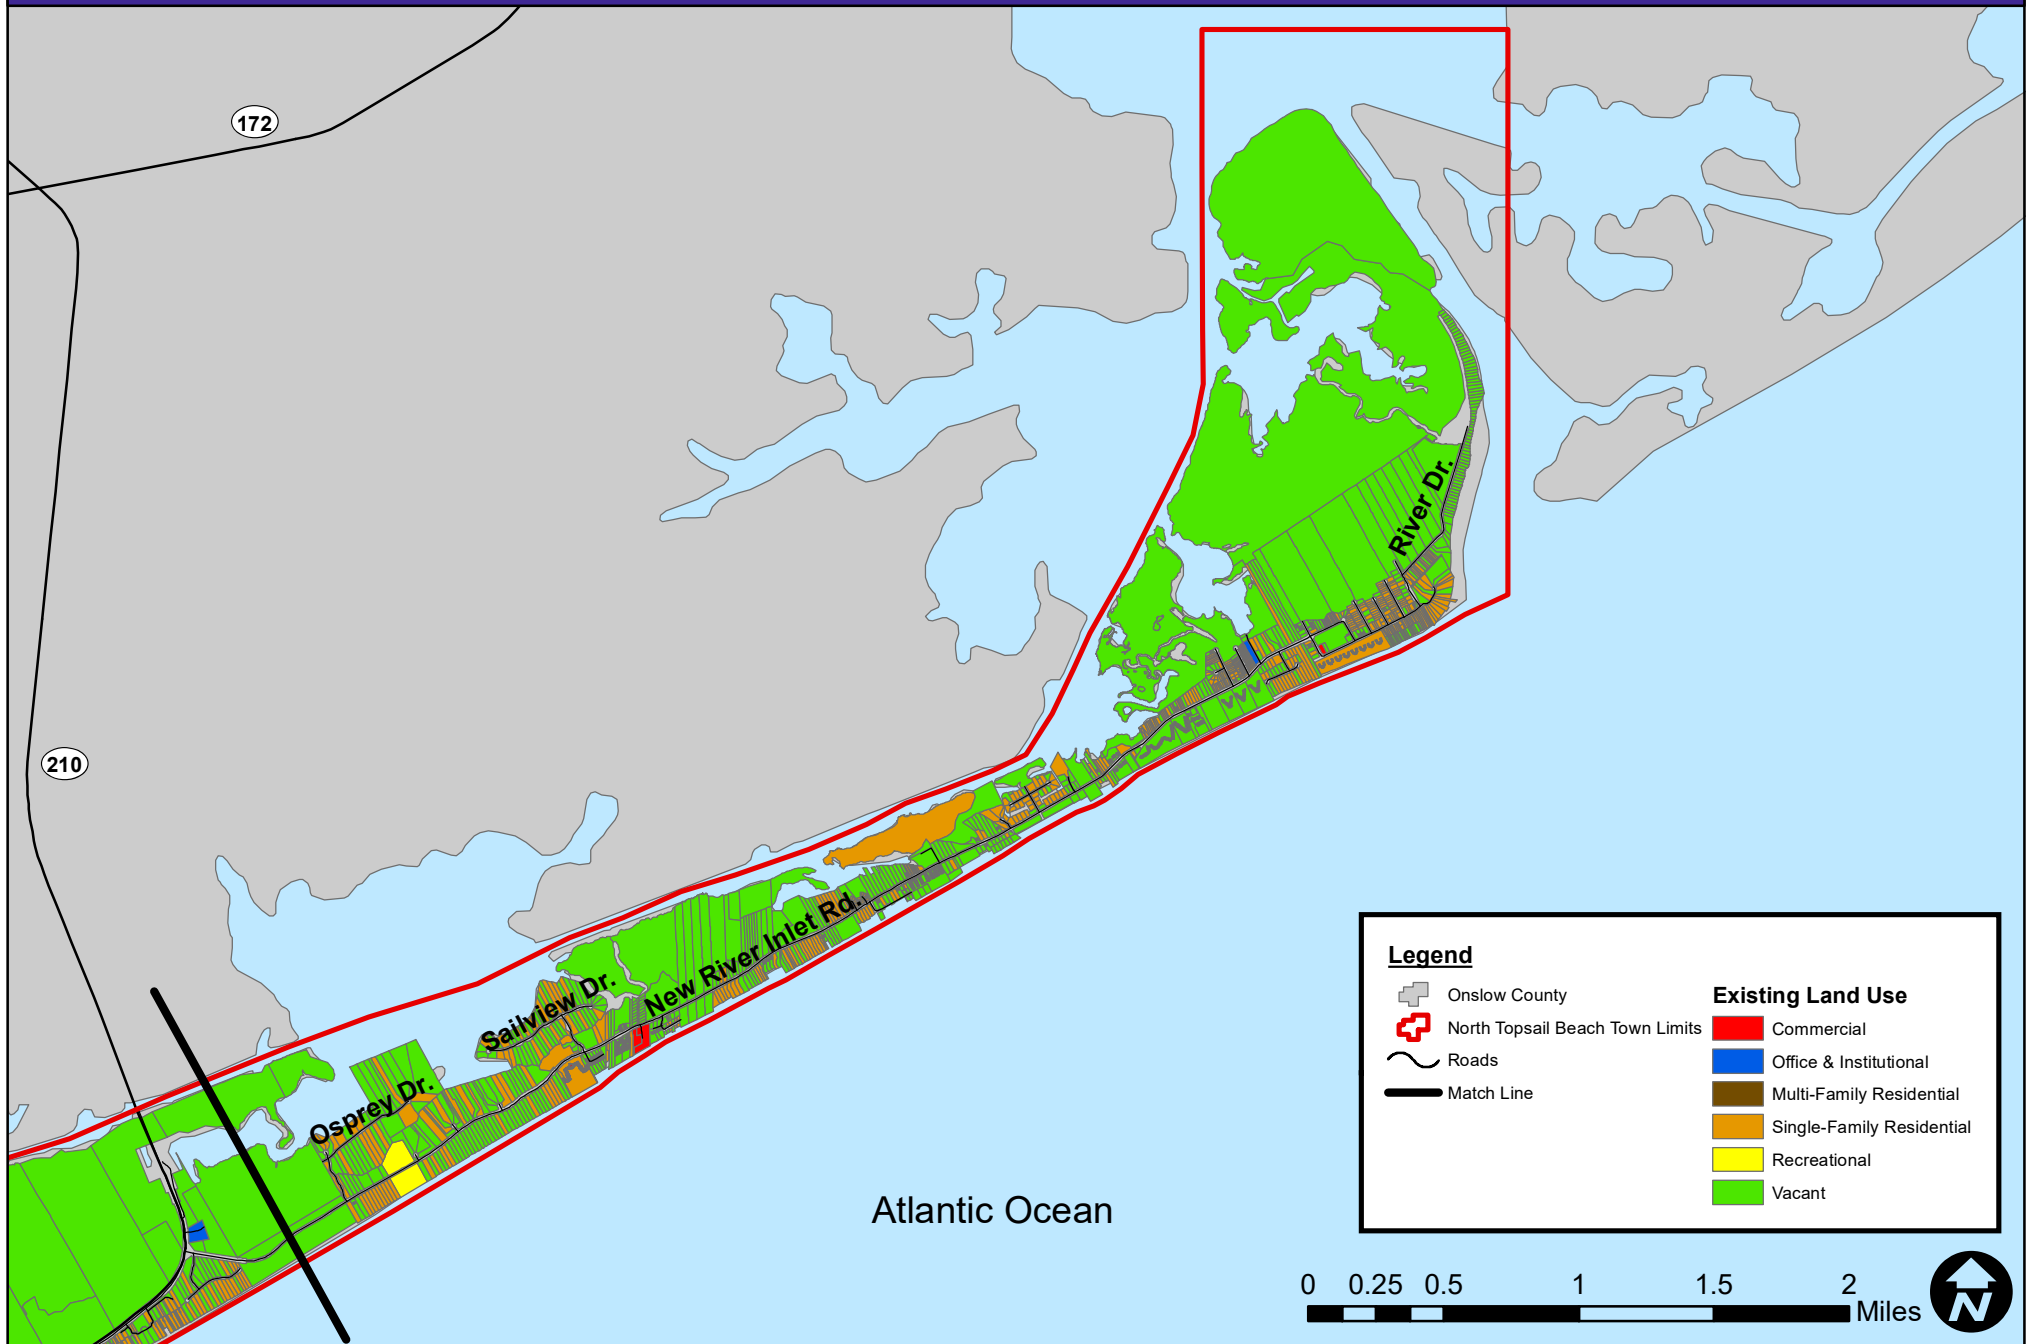 172
210
River Dr.
New River Inlet Rd.
Sailview Dr.
Osprey Dr.
Atlantic Ocean
Legend
Onslow County
North Topsail Beach Town Limits
Roads
Match Line
Existing Land Use
Commercial
Office & Institutional
Multi-Family Residential
Single-Family Residential
Recreational
Vacant
0 0.25 0.5 1 1.5 2
Miles
N